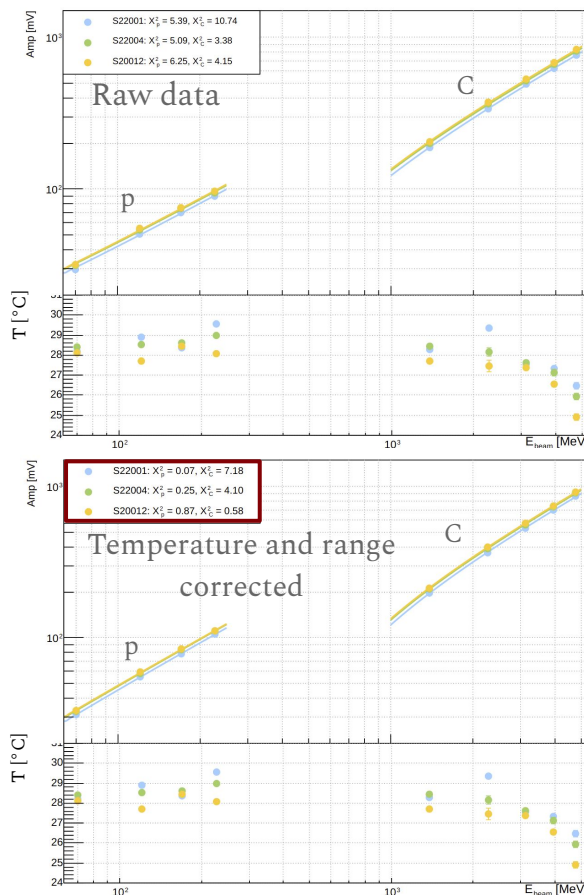 Amp [mV]
10³
S22001: X²p = 5.39, X²C = 10.74
S22004: X²p = 5.09, X²C = 3.38
S20012: X²p = 6.25, X²C = 4.15
Raw data
C
p
10²
T [°C]
31
30
29
28
27
26
25
24
10²
10³
E_beam [MeV]
Amp [mV]
10³
S22001: X²p = 0.07, X²C = 7.18
S22004: X²p = 0.25, X²C = 4.10
S20012: X²p = 0.87, X²C = 0.58
Temperature and range
corrected
C
p
10²
T [°C]
31
30
29
28
27
26
25
24
10²
10³
E_beam [MeV]